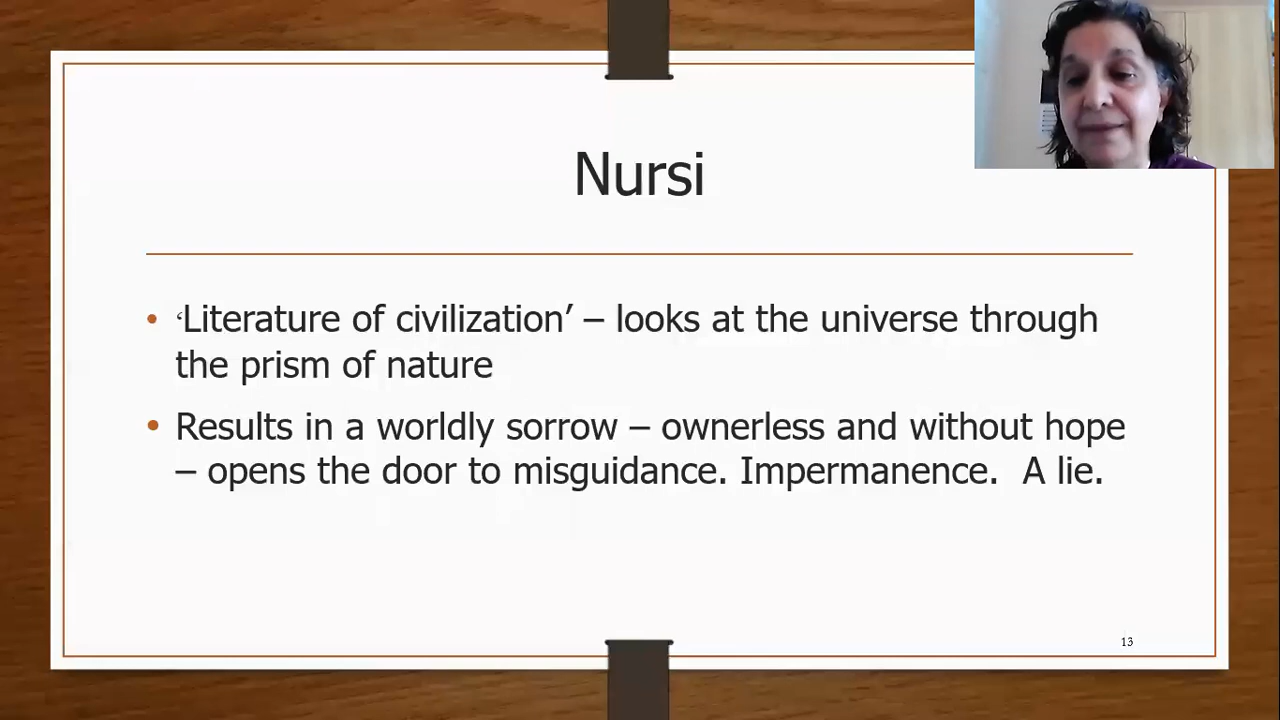 Nursi
• ‘Literature of civilization’ – looks at the universe through
the prism of nature
• Results in a worldly sorrow – ownerless and without hope
– opens the door to misguidance. Impermanence.  A lie.
13